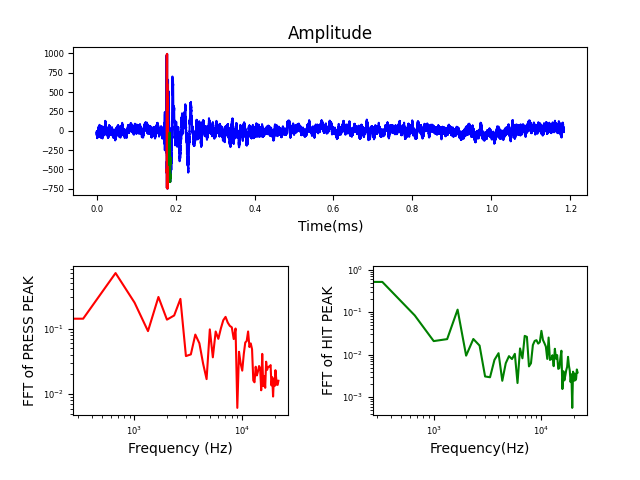 Amplitude
1000
750
500
250
0
−250
−500
−750
0.0 0.2 0.4 0.6 0.8 1.0 1.2
Time(ms)
FFT of PRESS PEAK
10⁻¹
10⁻²
10³ 10⁴
Frequency (Hz)
FFT of HIT PEAK
10⁰
10⁻¹
10⁻²
10⁻³
10³ 10⁴
Frequency(Hz)